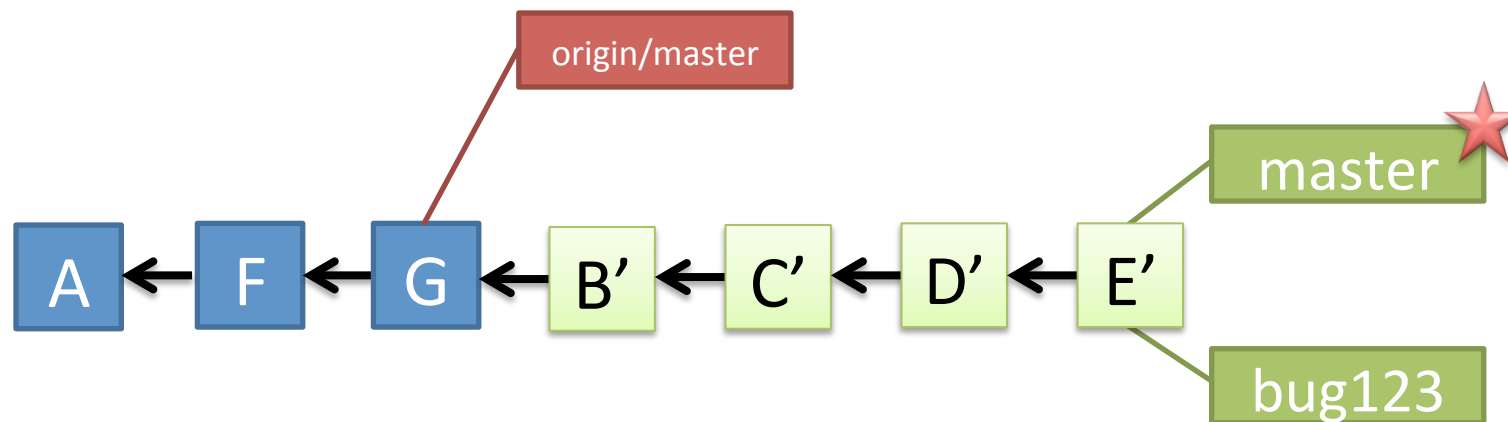 origin/master
master
A F G B’ C’ D’ E’
bug123